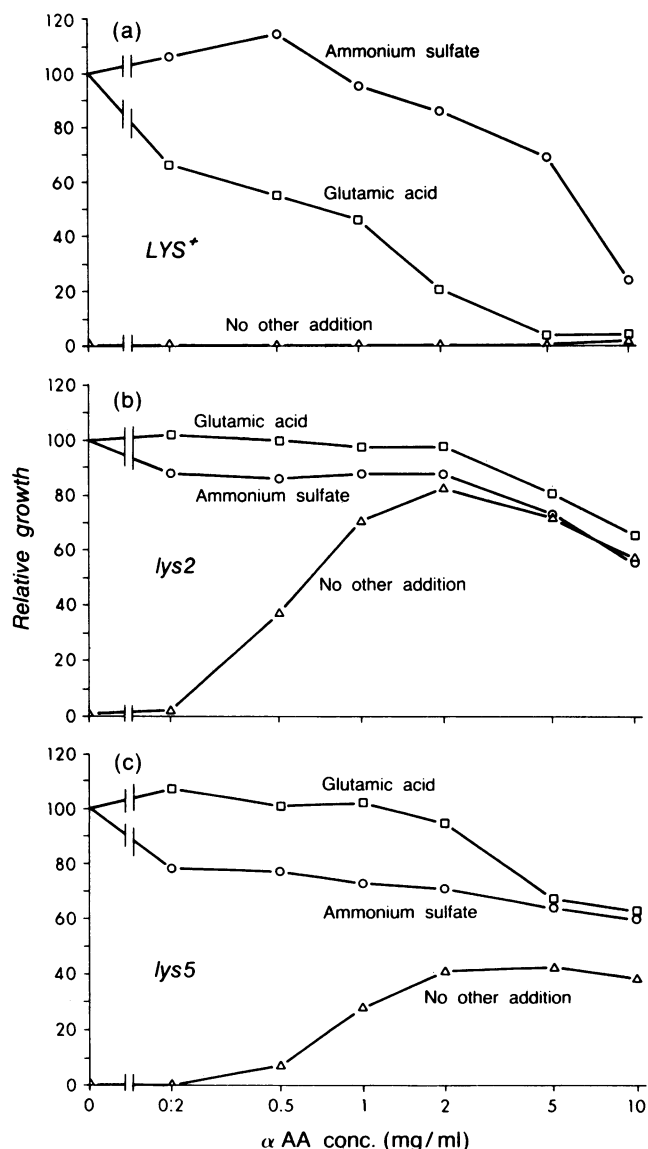 120
(a)
Ammonium sulfate
100
80
60
Glutamic acid
40
LYS+
20
No other addition
0
120
(b)
Glutamic acid
100
80
Ammonium sulfate
60
lys2
No other addition
40
20
0
Relative growth
120
(c)
Glutamic acid
100
80
60
Ammonium sulfate
lys5
40
No other addition
20
0
0 0.2 0.5 1 2 5 10
α AA conc. (mg/ml)